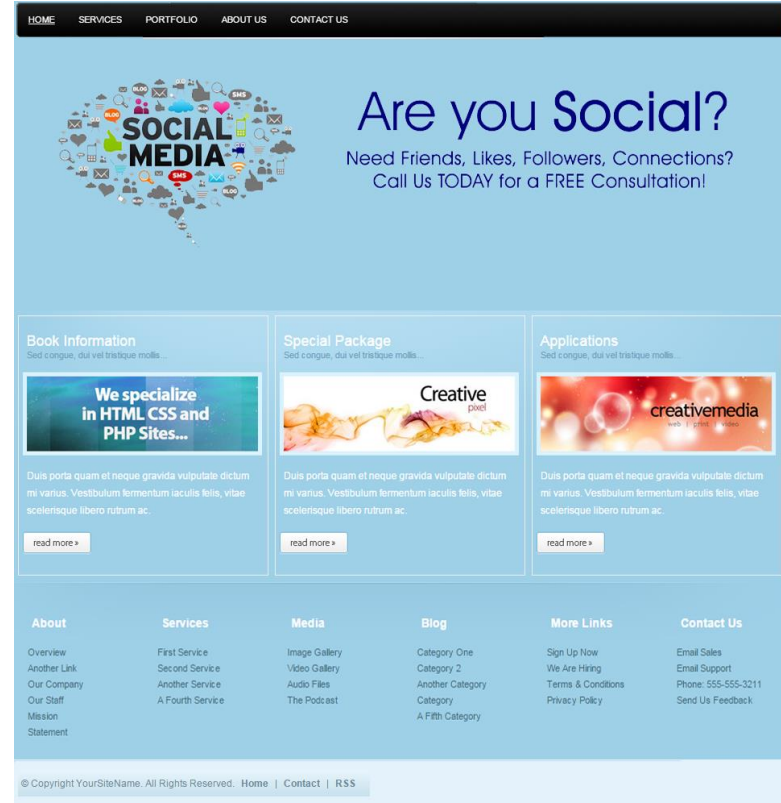 HOME SERVICES PORTFOLIO ABOUT US CONTACT US
BLOG
SMS
BLOG
SOCIAL
MEDIA
SMS
BLOG
Are you Social?
Need Friends, Likes, Followers, Connections?
Call Us TODAY for a FREE Consultation!
Book Information
Sed congue, dui vel tristique mollis...
We specialize
in HTML CSS and
PHP Sites...
Duis porta quam et neque gravida vulputate dictum
mi varius. Vestibulum fermentum iaculis felis, vitae
scelerisque libero rutrum ac.
read more »
Special Package
Sed congue, dui vel tristique mollis...
Creative
pixel
Duis porta quam et neque gravida vulputate dictum
mi varius. Vestibulum fermentum iaculis felis, vitae
scelerisque libero rutrum ac.
read more »
Applications
Sed congue, dui vel tristique mollis...
creativemedia
web | print | video
Duis porta quam et neque gravida vulputate dictum
mi varius. Vestibulum fermentum iaculis felis, vitae
scelerisque libero rutrum ac.
read more »
About
Overview
Another Link
Our Company
Our Staff
Mission
Statement
Services
First Service
Second Service
Another Service
A Fourth Service
Media
Image Gallery
Video Gallery
Audio Files
The Podcast
Blog
Category One
Category 2
Another Category
Category
A Fifth Category
More Links
Sign Up Now
We Are Hiring
Terms & Conditions
Privacy Policy
Contact Us
Email Sales
Email Support
Phone: 555-555-3211
Send Us Feedback
© Copyright YourSiteName. All Rights Reserved. Home | Contact | RSS